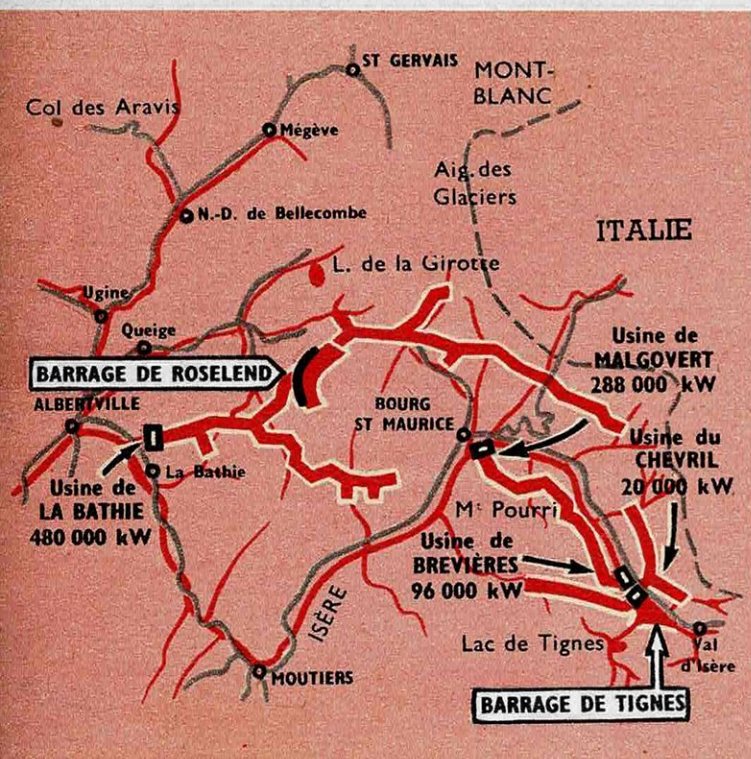 ST GERVAIS
MONT-
BLANC
Col des Aravis
Mégève
Aig. des
Glaciers
N.-D. de Bellecombe
ITALIE
L. de la Girotte
Ugine
Queige
Usine de
MALGOVERT
288 000 kW
BARRAGE DE ROSELEND
ALBERTVILLE
BOURG
ST MAURICE
Usine du
CHEVRIL
20 000 kW
La Bathie
Usine de
LA BATHIE
480 000 kW
Mt Pourri
Usine de
BREVIÈRES
96 000 kW
ISÈRE
Lac de Tignes
Val
d'Isère
MOUTIERS
BARRAGE DE TIGNES